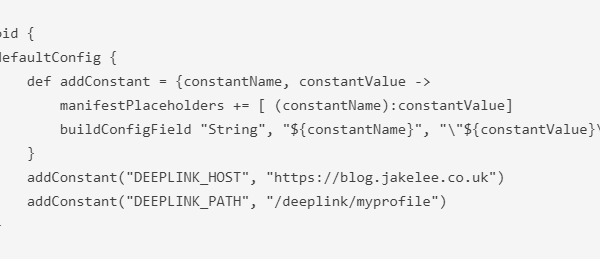 oid {
defaultConfig {
def addConstant = {constantName, constantValue ->
manifestPlaceholders += [ (constantName):constantValue]
buildConfigField "String", "${constantName}", "\"${constantValue}\
}
addConstant("DEEPLINK_HOST", "https://blog.jakelee.co.uk")
addConstant("DEEPLINK_PATH", "/deeplink/myprofile")